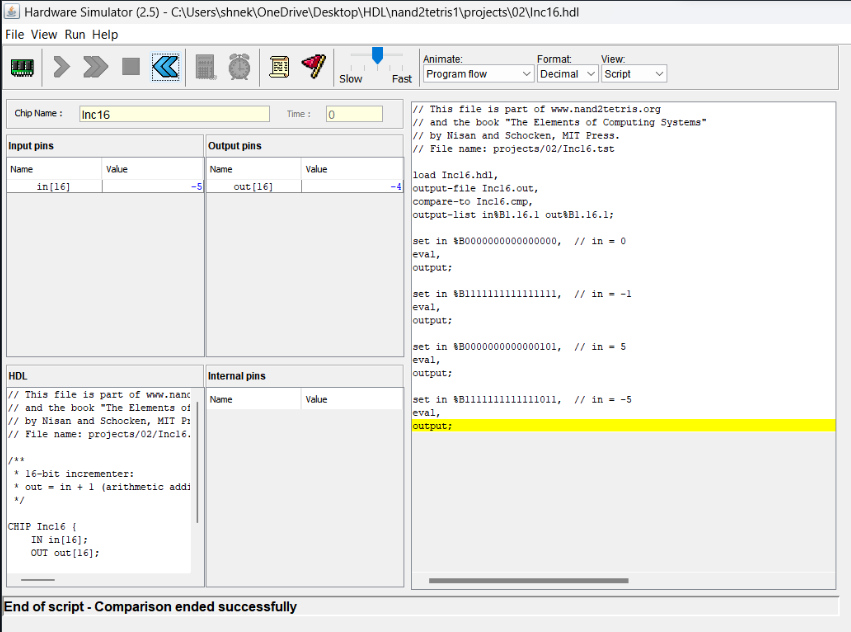 Hardware Simulator (2.5) - C:\Users\shnek\OneDrive\Desktop\HDL\nand2tetris1\projects\02\Inc16.hdl
File View Run Help
Slow Fast
Animate: Format: View:
Program flow Decimal Script
Chip Name : Inc16 Time : 0
Input pins
Name Value
in[16] -5
Output pins
Name Value
out[16] -4
HDL
// This file is part of www.nand
// and the book "The Elements of
// by Nisan and Schocken, MIT Pr
// File name: projects/02/Inc16.
/**
* 16-bit incrementer:
* out = in + 1 (arithmetic addi
*/
CHIP Inc16 {
IN in[16];
OUT out[16];
Internal pins
Name Value
// This file is part of www.nand2tetris.org
// and the book "The Elements of Computing Systems"
// by Nisan and Schocken, MIT Press.
// File name: projects/02/Inc16.tst
load Inc16.hdl,
output-file Inc16.out,
compare-to Inc16.cmp,
output-list in%B1.16.1 out%B1.16.1;
set in %B0000000000000000,  // in = 0
eval,
output;
set in %B1111111111111111,  // in = -1
eval,
output;
set in %B0000000000000101,  // in = 5
eval,
output;
set in %B1111111111111011,  // in = -5
eval,
output;
End of script - Comparison ended successfully